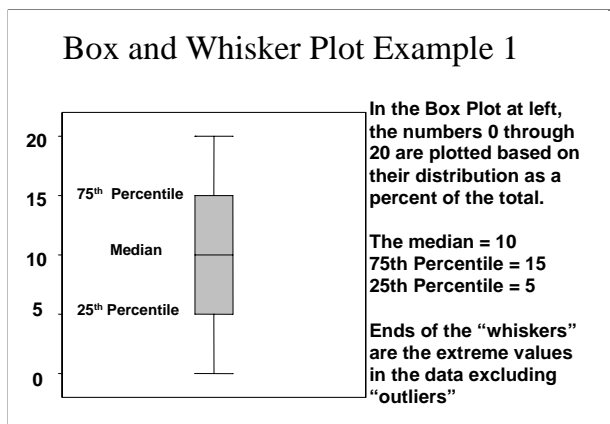 Box and Whisker Plot Example 1
20
75th Percentile
15
Median
10
25th Percentile
5
0
In the Box Plot at left,
the numbers 0 through
20 are plotted based on
their distribution as a
percent of the total.
The median = 10
75th Percentile = 15
25th Percentile = 5
Ends of the “whiskers”
are the extreme values
in the data excluding
“outliers”